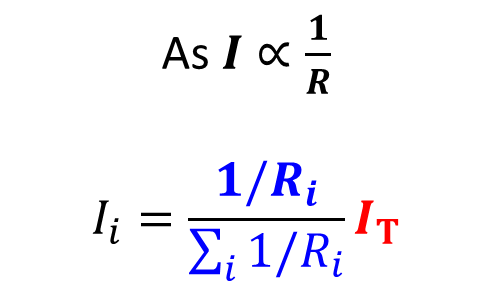 As I ∝ 1/R
I_i = (1/R_i)/(∑_i 1/R_i) I_T